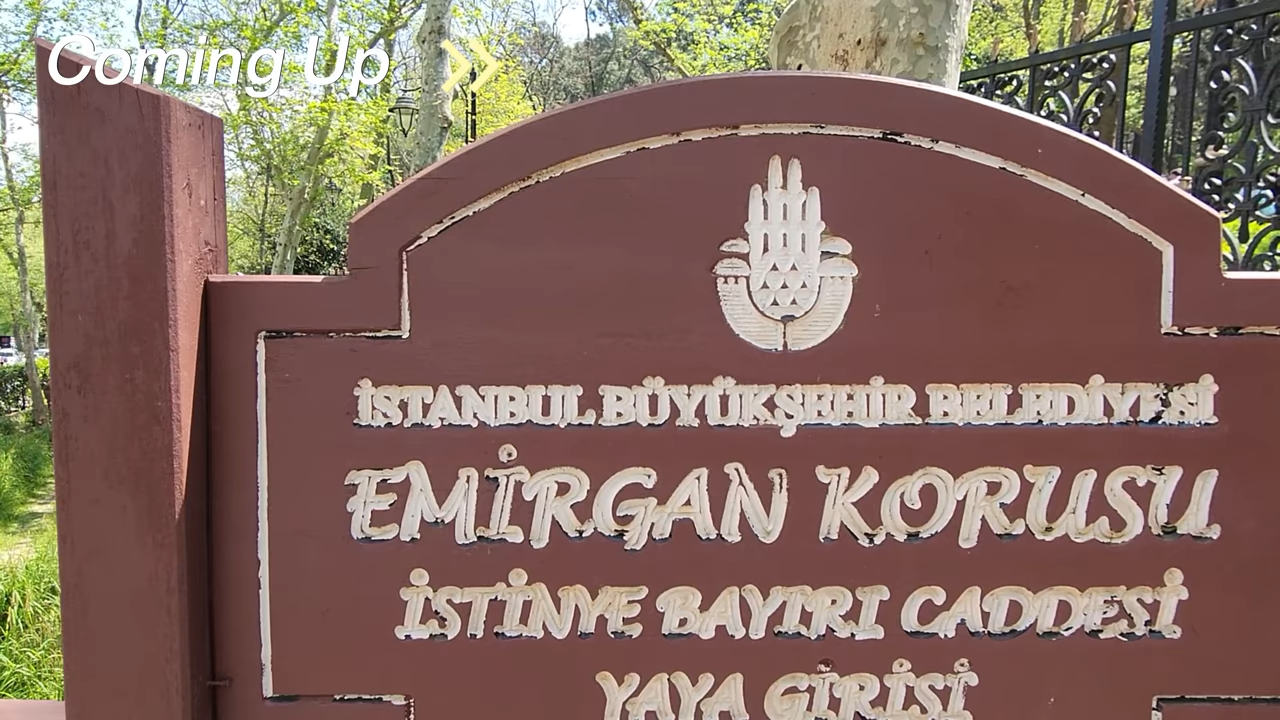 Coming Up
İSTANBUL BÜYÜKŞEHİR BELEDİYESİ
EMİRGAN KORUSU
İSTİNYE BAYIRI CADDESİ
YAYA GİRİŞİ